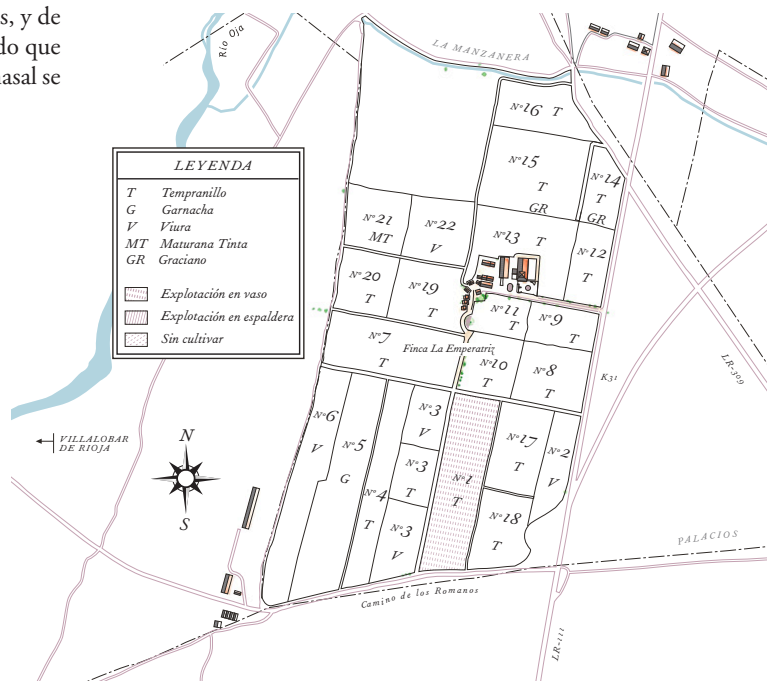 s, y de
do que
nasal se
Río Oja
LA MANZANERA
LEYENDA
T Tempranillo
G Garnacha
V Viura
MT Maturana Tinta
GR Graciano
Explotación en vaso
Explotación en espaldera
Sin cultivar
Nº16 T
Nº15
T
GR
Nº14
T
GR
Nº13 T
Nº12
T
Nº21
MT
Nº22
V
Nº20
T
Nº19
T
Nº11
T
Nº9
T
Nº7
T
Finca La Emperatriz
Nº10
T
Nº8
T
K31
LR-309
Nº6
V
Nº5
G
Nº4
T
Nº3
V
Nº3
T
Nº3
V
Nº1
T
Nº17
T
Nº2
V
Nº18
T
VILLALOBAR
DE RIOJA
N
S
PALACIOS
Camino de los Romanos
LR-111